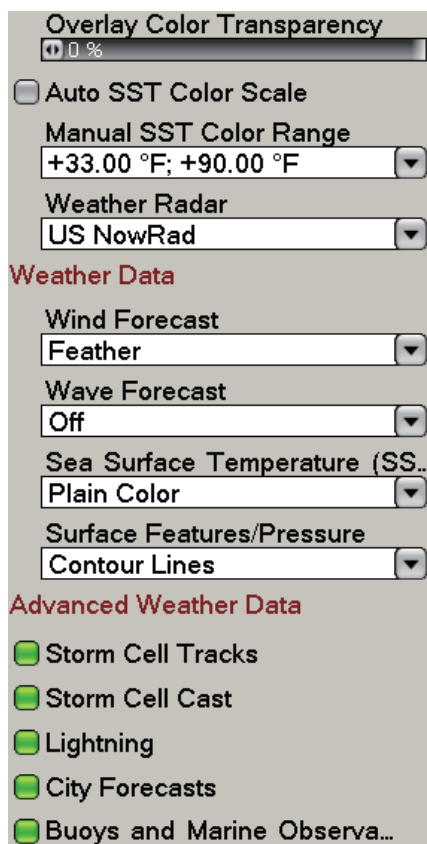 Overlay Color Transparency
0 %
Auto SST Color Scale
Manual SST Color Range
+33.00 °F; +90.00 °F
Weather Radar
US NowRad
Weather Data
Wind Forecast
Feather
Wave Forecast
Off
Sea Surface Temperature (SS..
Plain Color
Surface Features/Pressure
Contour Lines
Advanced Weather Data
Storm Cell Tracks
Storm Cell Cast
Lightning
City Forecasts
Buoys and Marine Observa...